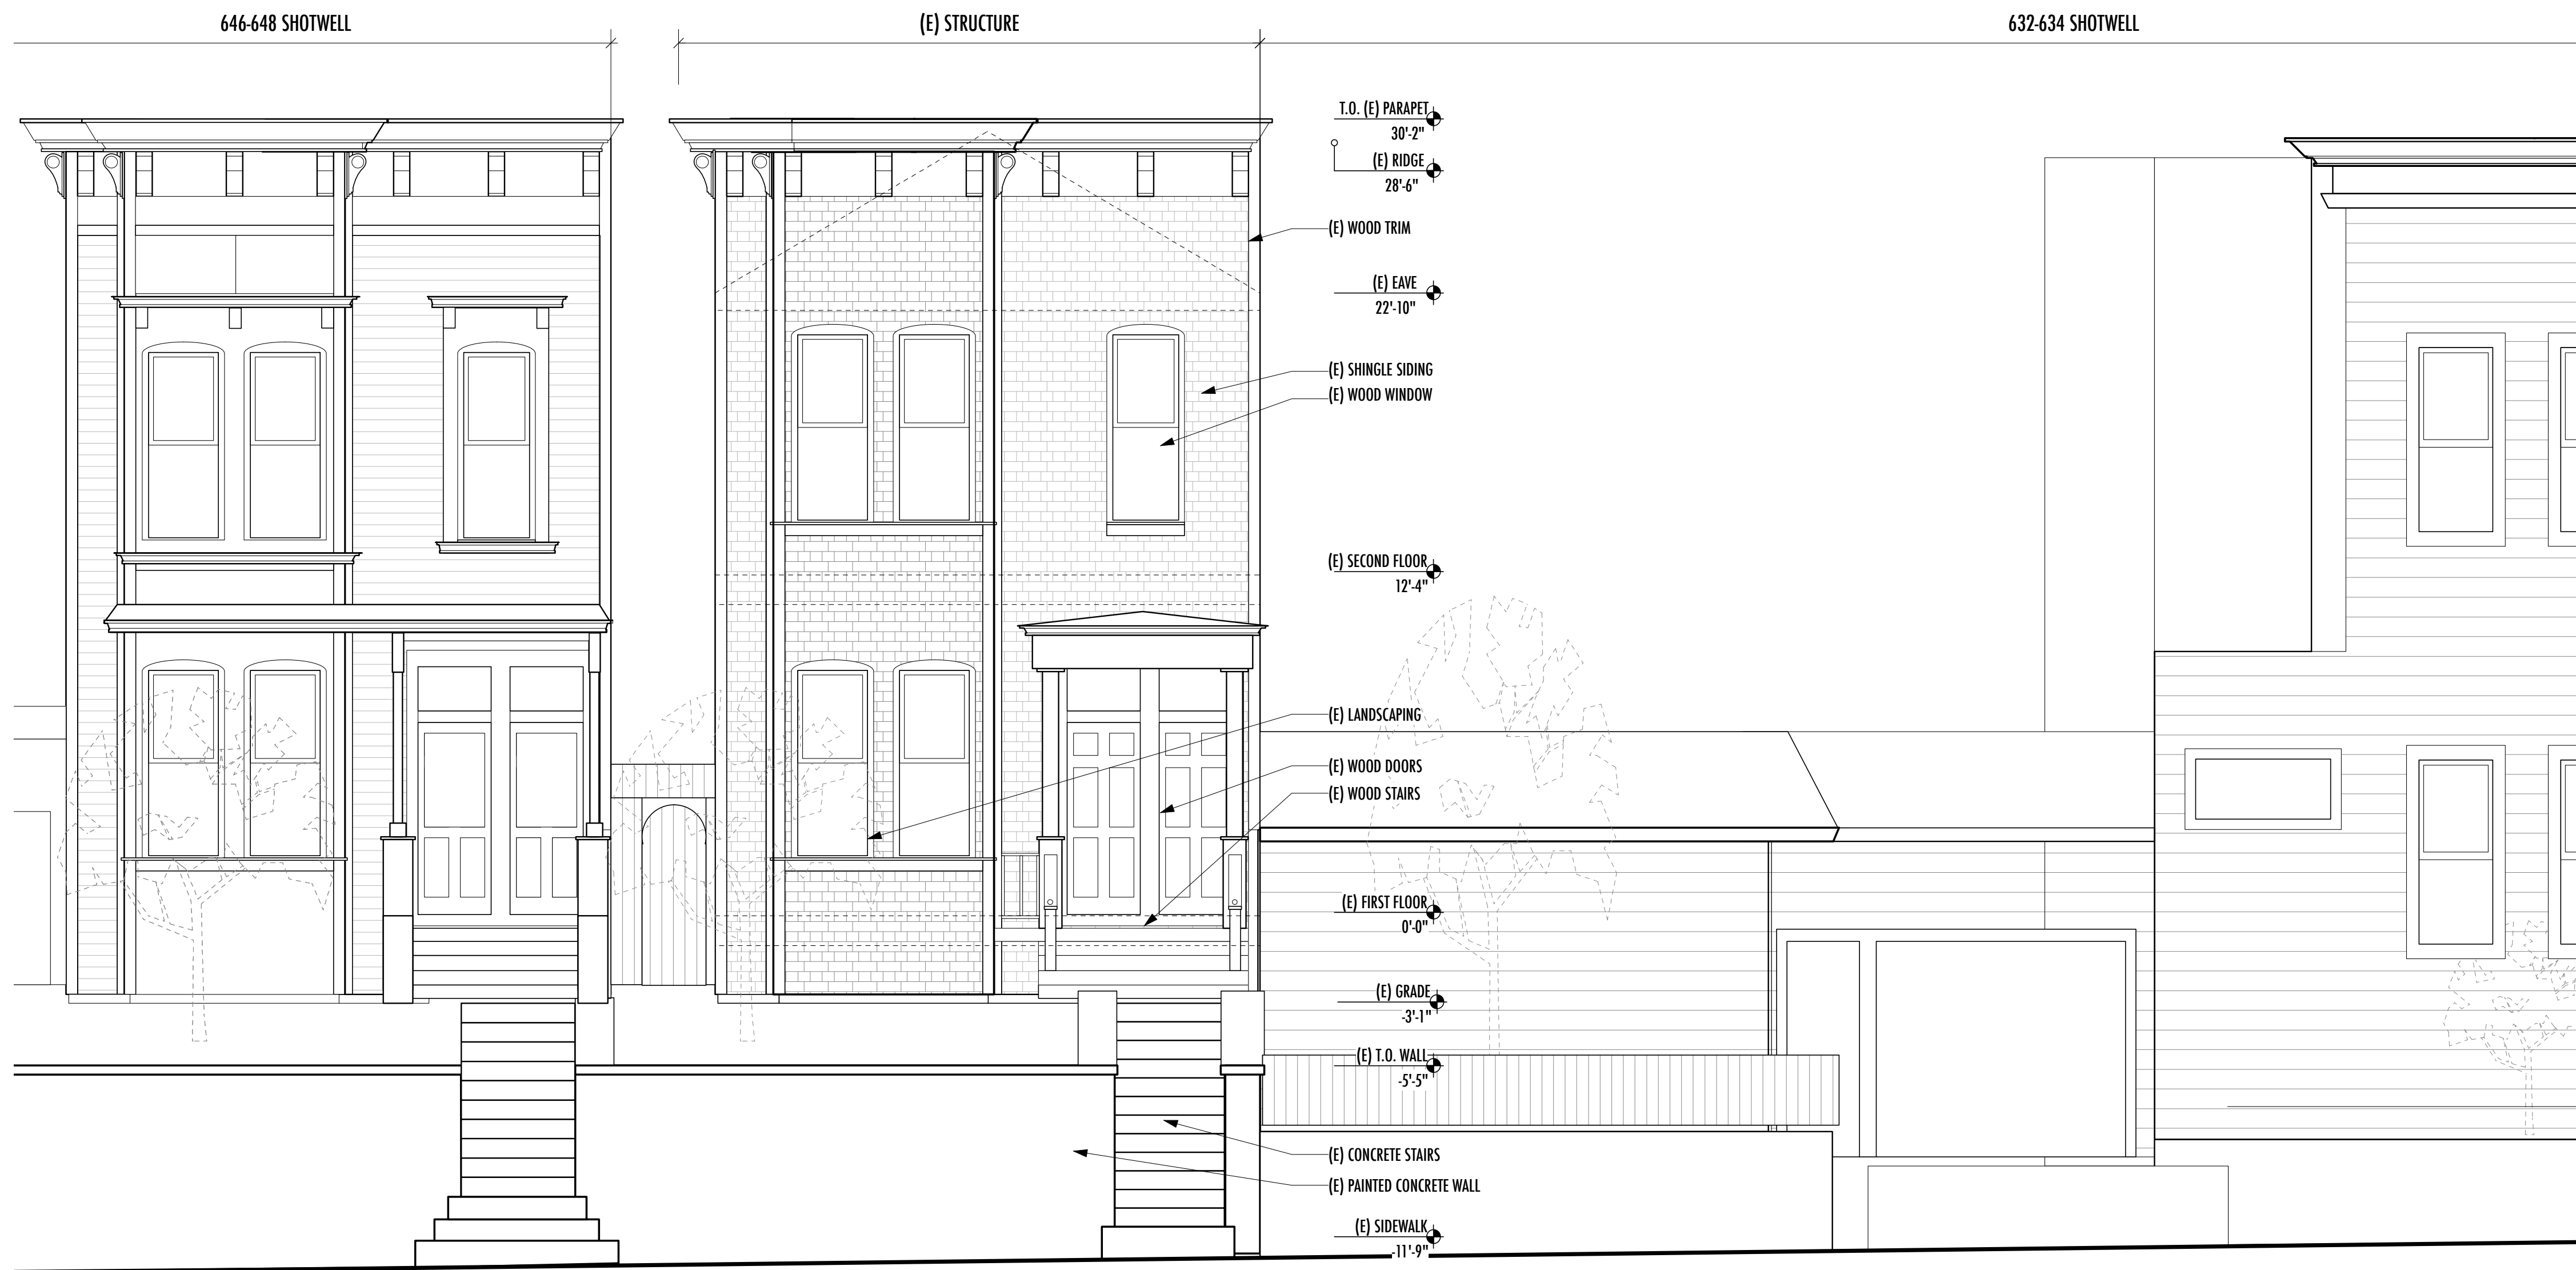 646-648 SHOTWELL
(E) STRUCTURE
632-634 SHOTWELL
T.O. (E) PARAPET
30'-2"
(E) RIDGE
28'-6"
(E) WOOD TRIM
(E) EAVE
22'-10"
(E) SHINGLE SIDING
(E) WOOD WINDOW
(E) SECOND FLOOR
12'-4"
(E) LANDSCAPING
(E) WOOD DOORS
(E) WOOD STAIRS
(E) FIRST FLOOR
0'-0"
(E) GRADE
-3'-1"
(E) T.O. WALL
-5'-5"
(E) CONCRETE STAIRS
(E) PAINTED CONCRETE WALL
(E) SIDEWALK
-11'-9"